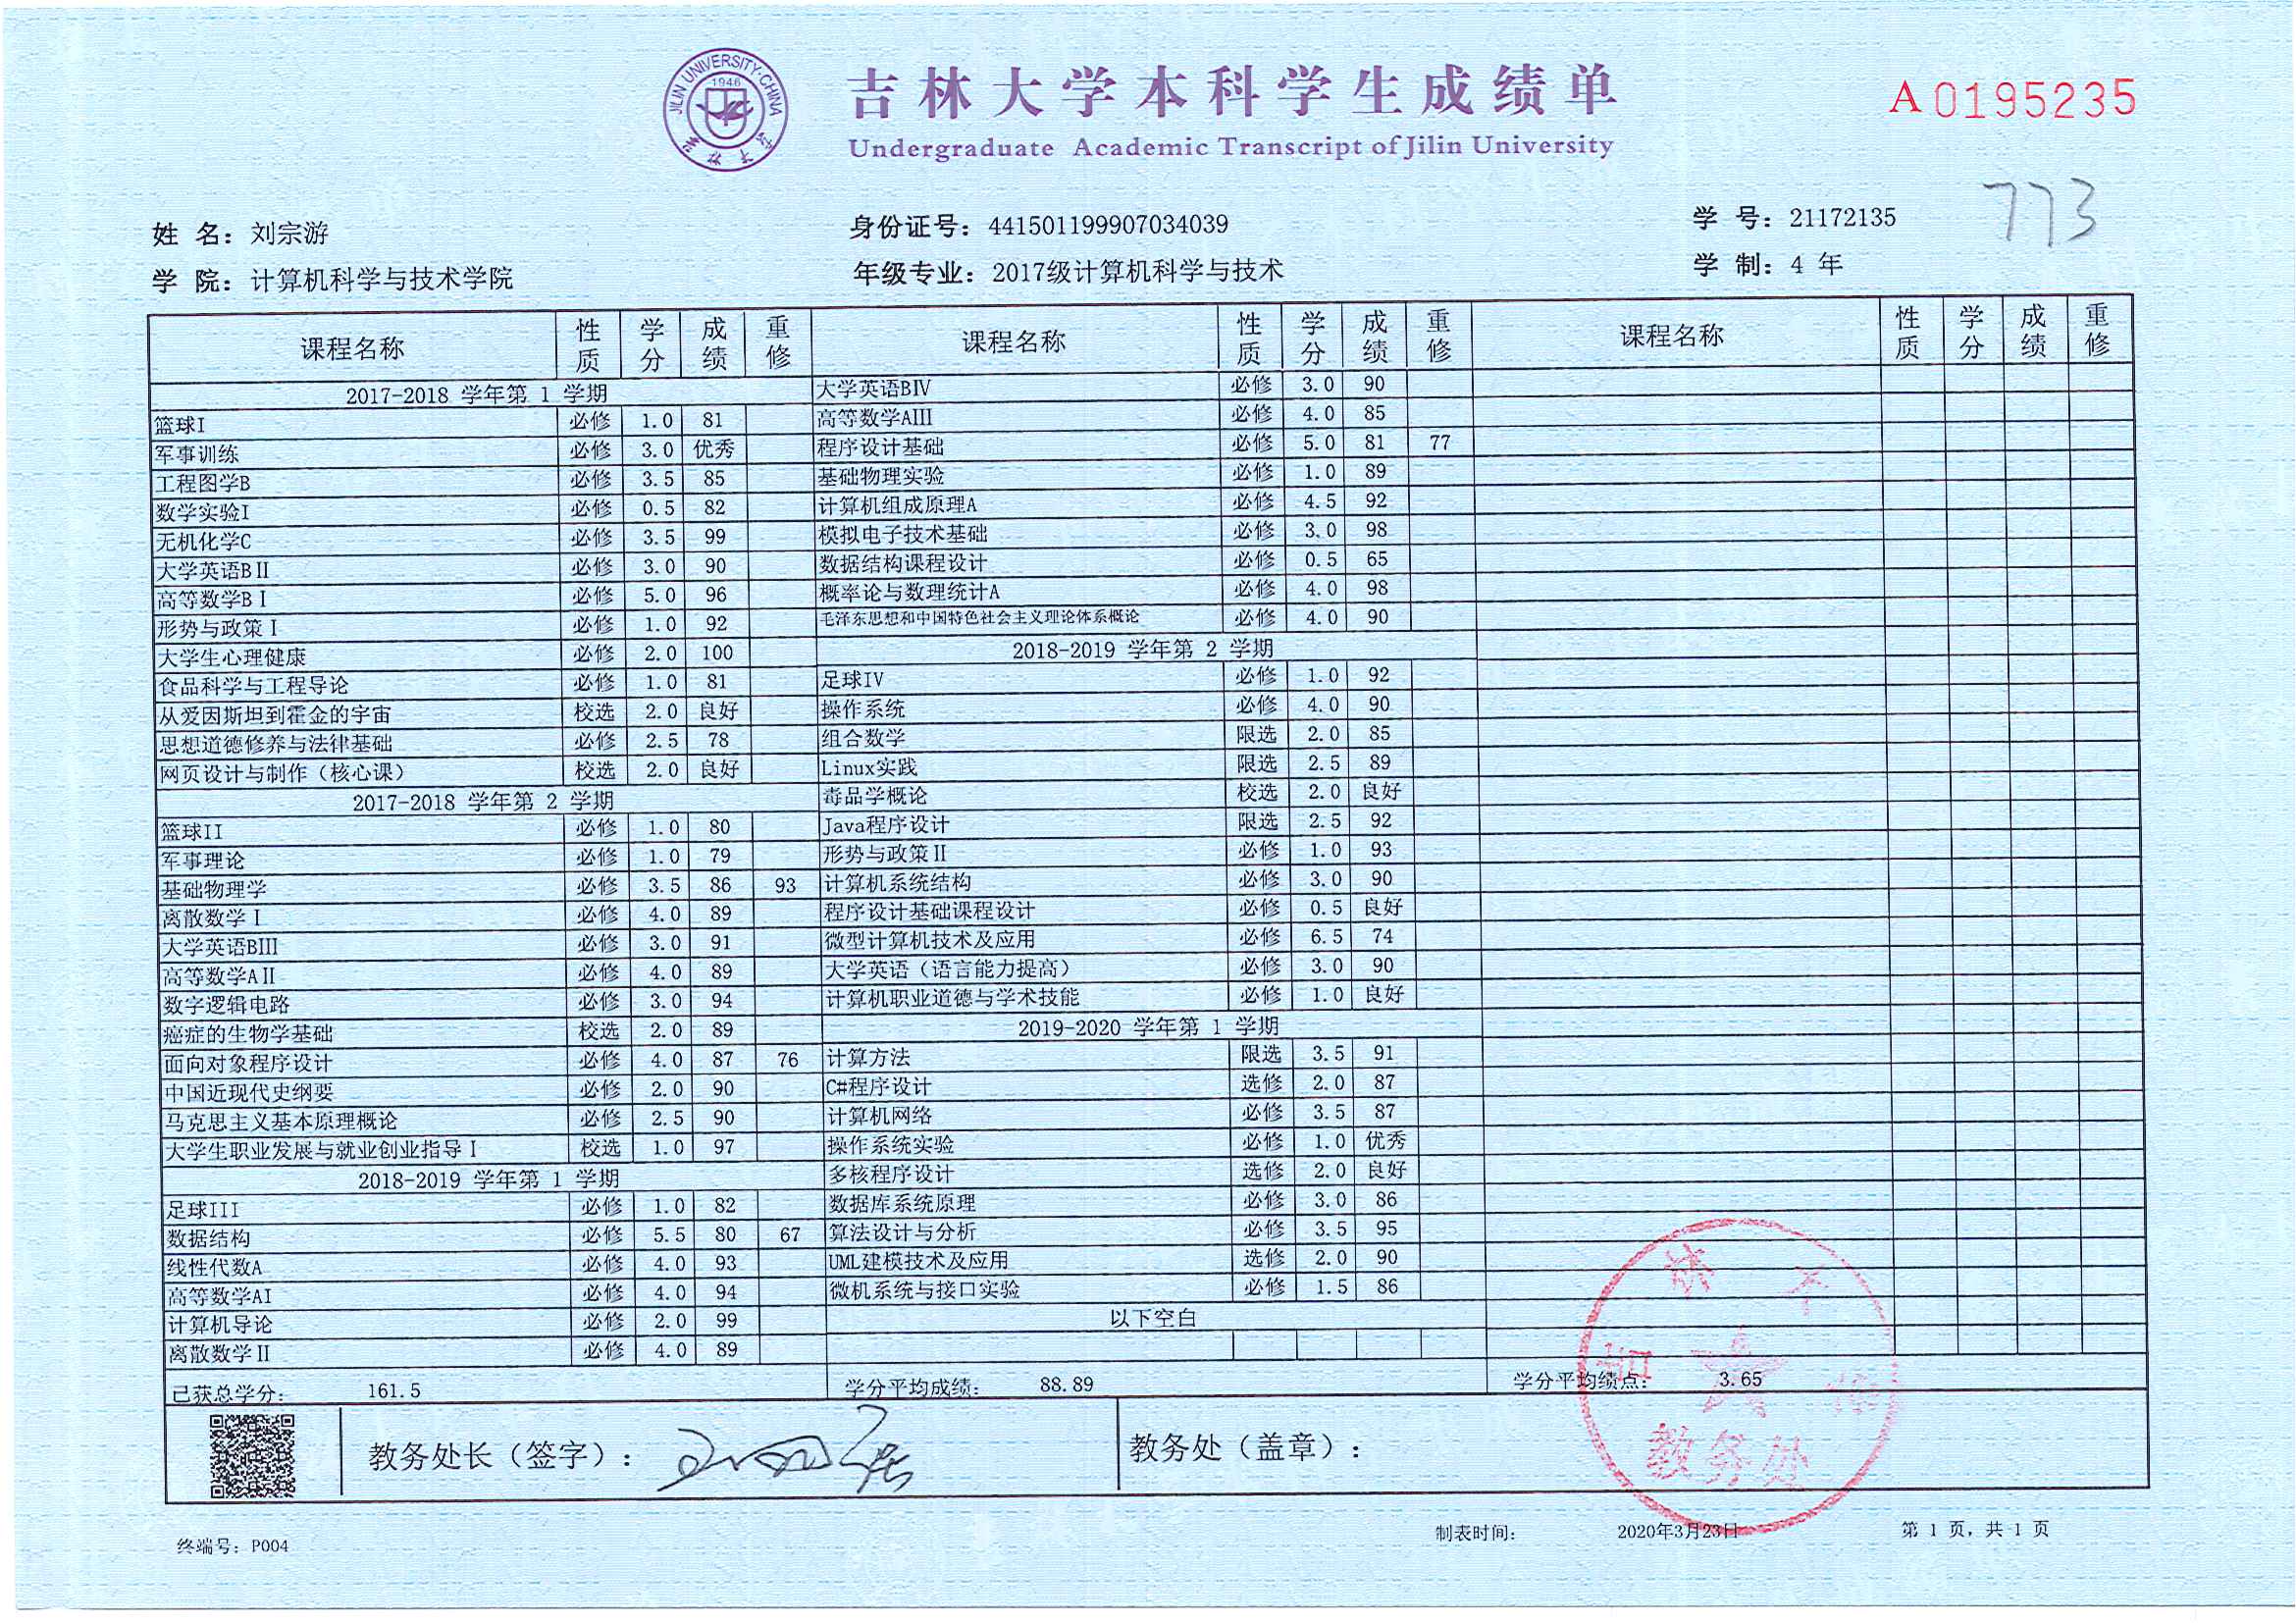 吉林大学本科学生成绩单
Undergraduate Academic Transcript of Jilin University
JILIN UNIVERSITY·CHINA
1946
A0195235
773
姓 名：刘宗游 身份证号：441501199907034039 学 号：21172135
学 院：计算机科学与技术学院 年级专业：2017级计算机科学与技术 学 制：4 年
课程名称 性质 学分 成绩 重修
2017-2018 学年第 1 学期
篮球I 必修 1.0 81
军事训练 必修 3.0 优秀
工程图学B 必修 3.5 85
数学实验I 必修 0.5 82
无机化学C 必修 3.5 99
大学英语BⅡ 必修 3.0 90
高等数学BⅠ 必修 5.0 96
形势与政策Ⅰ 必修 1.0 92
大学生心理健康 必修 2.0 100
食品科学与工程导论 必修 1.0 81
从爱因斯坦到霍金的宇宙 校选 2.0 良好
思想道德修养与法律基础 必修 2.5 78
网页设计与制作（核心课） 校选 2.0 良好
2017-2018 学年第 2 学期
篮球II 必修 1.0 80
军事理论 必修 1.0 79
基础物理学 必修 3.5 86 93
离散数学Ⅰ 必修 4.0 89
大学英语BⅢ 必修 3.0 91
高等数学AⅡ 必修 4.0 89
数字逻辑电路 必修 3.0 94
癌症的生物学基础 校选 2.0 89
面向对象程序设计 必修 4.0 87 76
中国近现代史纲要 必修 2.0 90
马克思主义基本原理概论 必修 2.5 90
大学生职业发展与就业创业指导Ⅰ 校选 1.0 97
2018-2019 学年第 1 学期
足球III 必修 1.0 82
数据结构 必修 5.5 80 67
线性代数A 必修 4.0 93
高等数学AI 必修 4.0 94
计算机导论 必修 2.0 99
离散数学Ⅱ 必修 4.0 89
课程名称 性质 学分 成绩 重修
大学英语BⅣ 必修 3.0 90
高等数学AⅢ 必修 4.0 85
程序设计基础 必修 5.0 81 77
基础物理实验 必修 1.0 89
计算机组成原理A 必修 4.5 92
模拟电子技术基础 必修 3.0 98
数据结构课程设计 必修 0.5 65
概率论与数理统计A 必修 4.0 98
毛泽东思想和中国特色社会主义理论体系概论 必修 4.0 90
2018-2019 学年第 2 学期
足球IV 必修 1.0 92
操作系统 必修 4.0 90
组合数学 限选 2.0 85
Linux实践 限选 2.5 89
毒品学概论 校选 2.0 良好
Java程序设计 限选 2.5 92
形势与政策Ⅱ 必修 1.0 93
计算机系统结构 必修 3.0 90
程序设计基础课程设计 必修 0.5 良好
微型计算机技术及应用 必修 6.5 74
大学英语（语言能力提高） 必修 3.0 90
计算机职业道德与学术技能 必修 1.0 良好
2019-2020 学年第 1 学期
计算方法 限选 3.5 91
C#程序设计 选修 2.0 87
计算机网络 必修 3.5 87
操作系统实验 必修 1.0 优秀
多核程序设计 选修 2.0 良好
数据库系统原理 必修 3.0 86
算法设计与分析 必修 3.5 95
UML建模技术及应用 选修 2.0 90
微机系统与接口实验 必修 1.5 86
以下空白
课程名称 性质 学分 成绩 重修
已获总学分： 161.5 学分平均成绩： 88.89 学分平均绩点： 3.65
教务处长（签字）： 教务处（盖章）：
教务处
终端号：P004 制表时间： 2020年3月23日 第 1 页，共 1 页